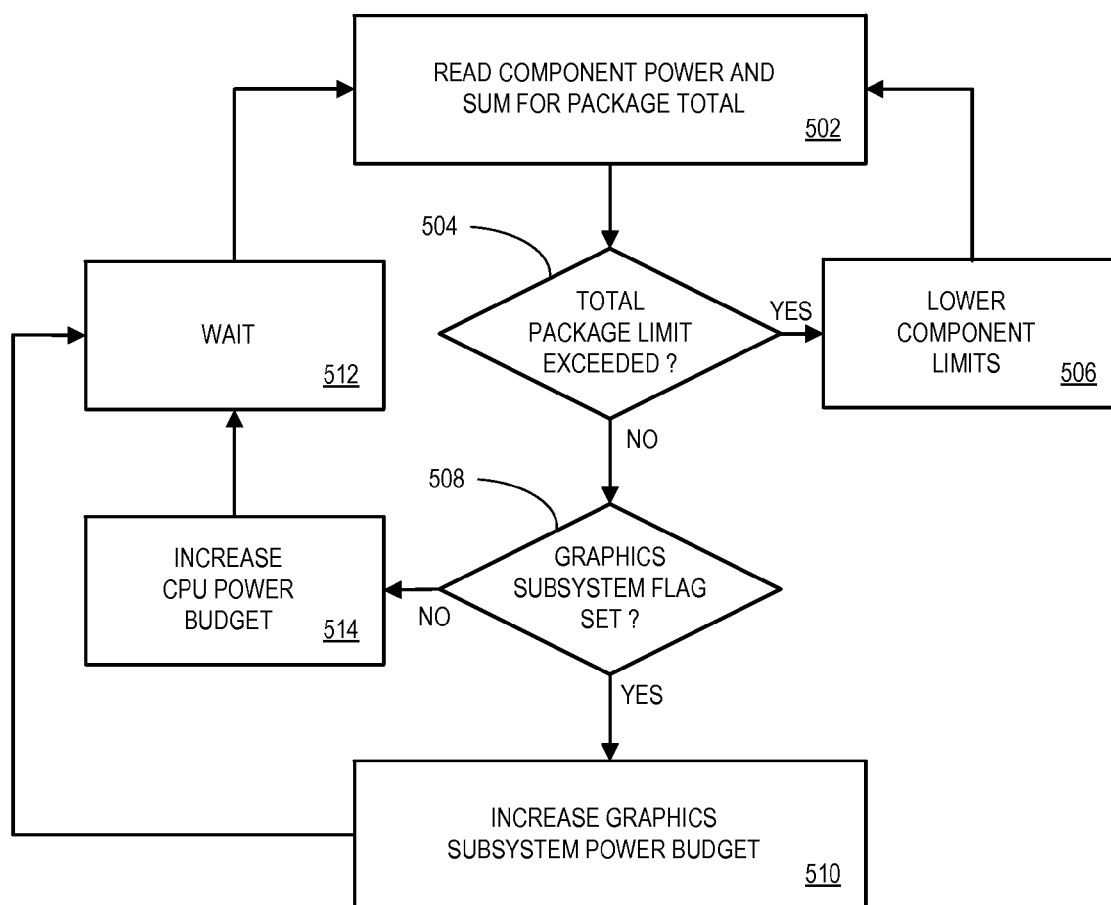 READ COMPONENT POWER AND
SUM FOR PACKAGE TOTAL
502
504
TOTAL
PACKAGE LIMIT
EXCEEDED ?
YES
LOWER
COMPONENT
LIMITS
506
WAIT
512
NO
508
GRAPHICS
SUBSYSTEM FLAG
SET ?
NO
INCREASE
CPU POWER
BUDGET
514
YES
INCREASE GRAPHICS
SUBSYSTEM POWER BUDGET
510